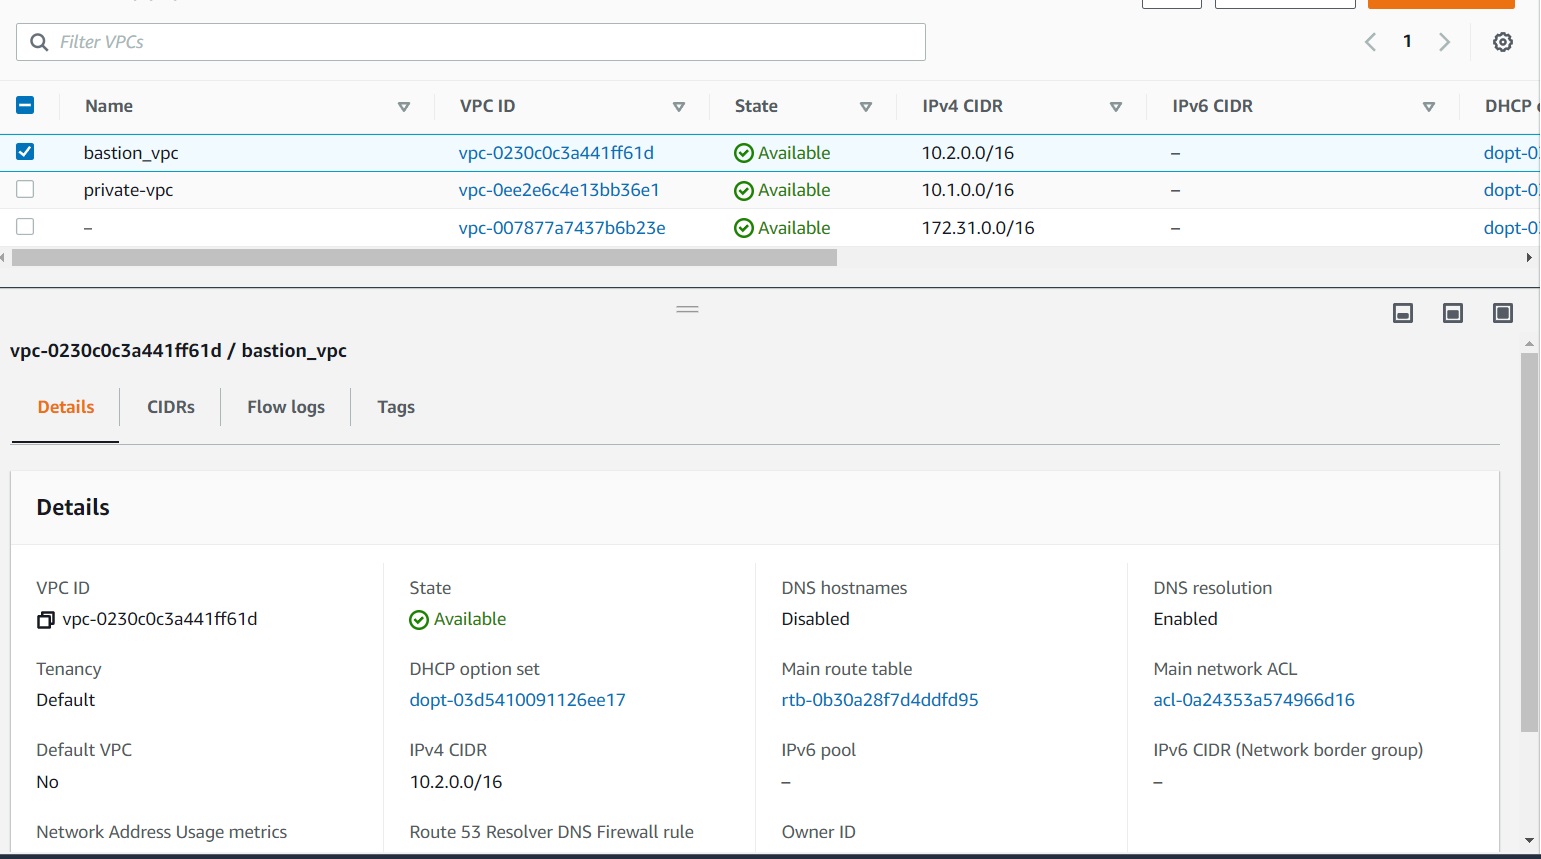 Filter VPCs
1
Name VPC ID State IPv4 CIDR IPv6 CIDR DHCP
bastion_vpc vpc-0230c0c3a441ff61d Available 10.2.0.0/16 – dopt-0
private-vpc vpc-0ee2e6c4e13bb36e1 Available 10.1.0.0/16 – dopt-0
– vpc-007877a7437b6b23e Available 172.31.0.0/16 – dopt-0
vpc-0230c0c3a441ff61d / bastion_vpc
Details CIDRs Flow logs Tags
Details
VPC ID State DNS hostnames DNS resolution
vpc-0230c0c3a441ff61d Available Disabled Enabled
Tenancy DHCP option set Main route table Main network ACL
Default dopt-03d5410091126ee17 rtb-0b30a28f7d4ddfd95 acl-0a24353a574966d16
Default VPC IPv4 CIDR IPv6 pool IPv6 CIDR (Network border group)
No 10.2.0.0/16 – –
Network Address Usage metrics Route 53 Resolver DNS Firewall rule Owner ID